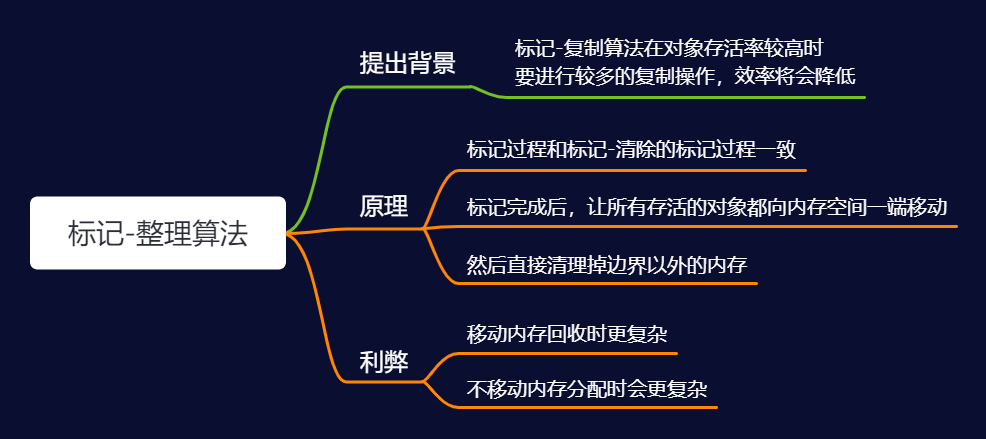 标记-整理算法
提出背景
标记-复制算法在对象存活率较高时
要进行较多的复制操作，效率将会降低
原理
标记过程和标记-清除的标记过程一致
标记完成后，让所有存活的对象都向内存空间一端移动
然后直接清理掉边界以外的内存
利弊
移动内存回收时更复杂
不移动内存分配时会更复杂